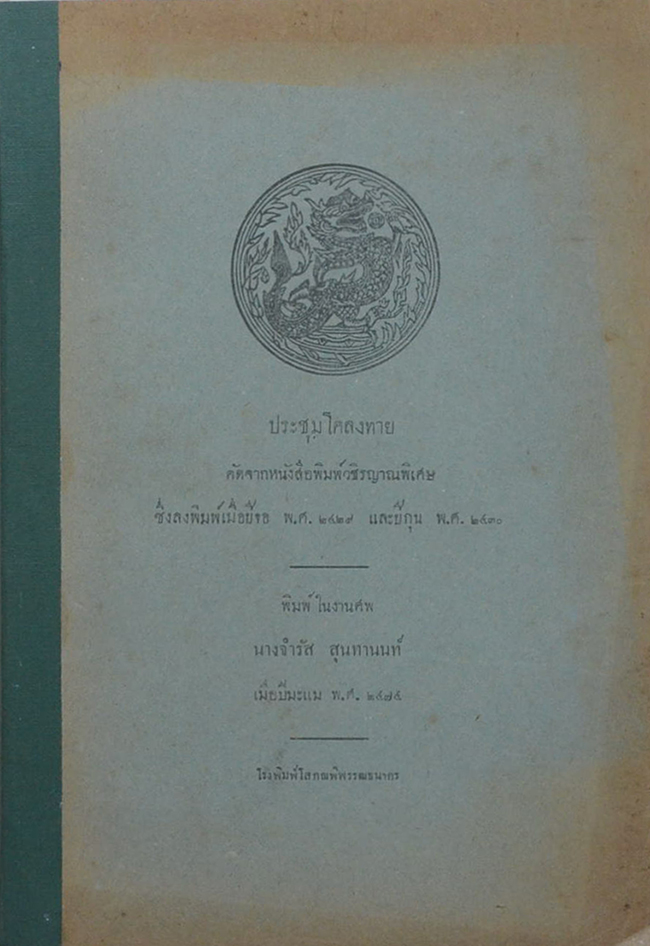 ประชุมโคลงทาย
คัดจากหนังสือพิมพ์วชิรญาณพิเศษ
ซึ่งลงพิมพ์เมื่อปีจอ พ.ศ. ๒๔๒๙ และปีกุน พ.ศ. ๒๔๓๐
พิมพ์ในงานศพ
นางจำรัส สุนทานนท์
เมื่อปีมะแม พ.ศ. ๒๔๗๔
โรงพิมพ์โสภณพิพรรฒธนากร